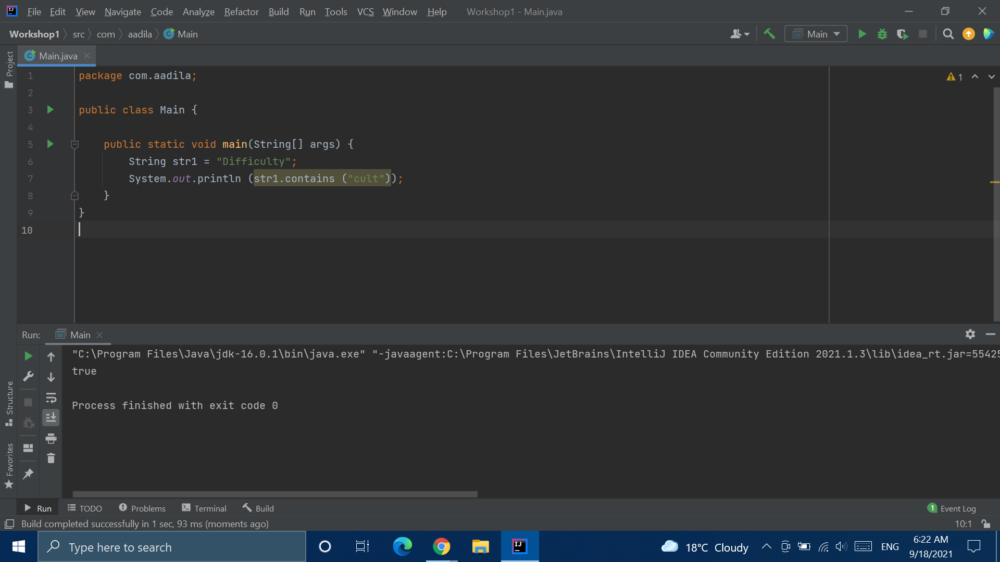 File Edit View Navigate Code Analyze Refactor Build Run Tools VCS Window Help Workshop1 - Main.java
Workshop1 src com aadila Main Main
Project
Main.java
1 package com.aadila;
2
3 public class Main {
4
5 public static void main(String[] args) {
6 String str1 = "Difficulty";
7 System.out.println (str1.contains ("cult"));
8 }
9 }
10
1
Run: Main
"C:\Program Files\Java\jdk-16.0.1\bin\java.exe" "-javaagent:C:\Program Files\JetBrains\IntelliJ IDEA Community Edition 2021.1.3\lib\idea_rt.jar=55425
true
Process finished with exit code 0
Structure
Favorites
Run TODO Problems Terminal Build 1 Event Log
Build completed successfully in 1 sec, 93 ms (moments ago) 10:1
Type here to search 18°C Cloudy ENG 6:22 AM
9/18/2021